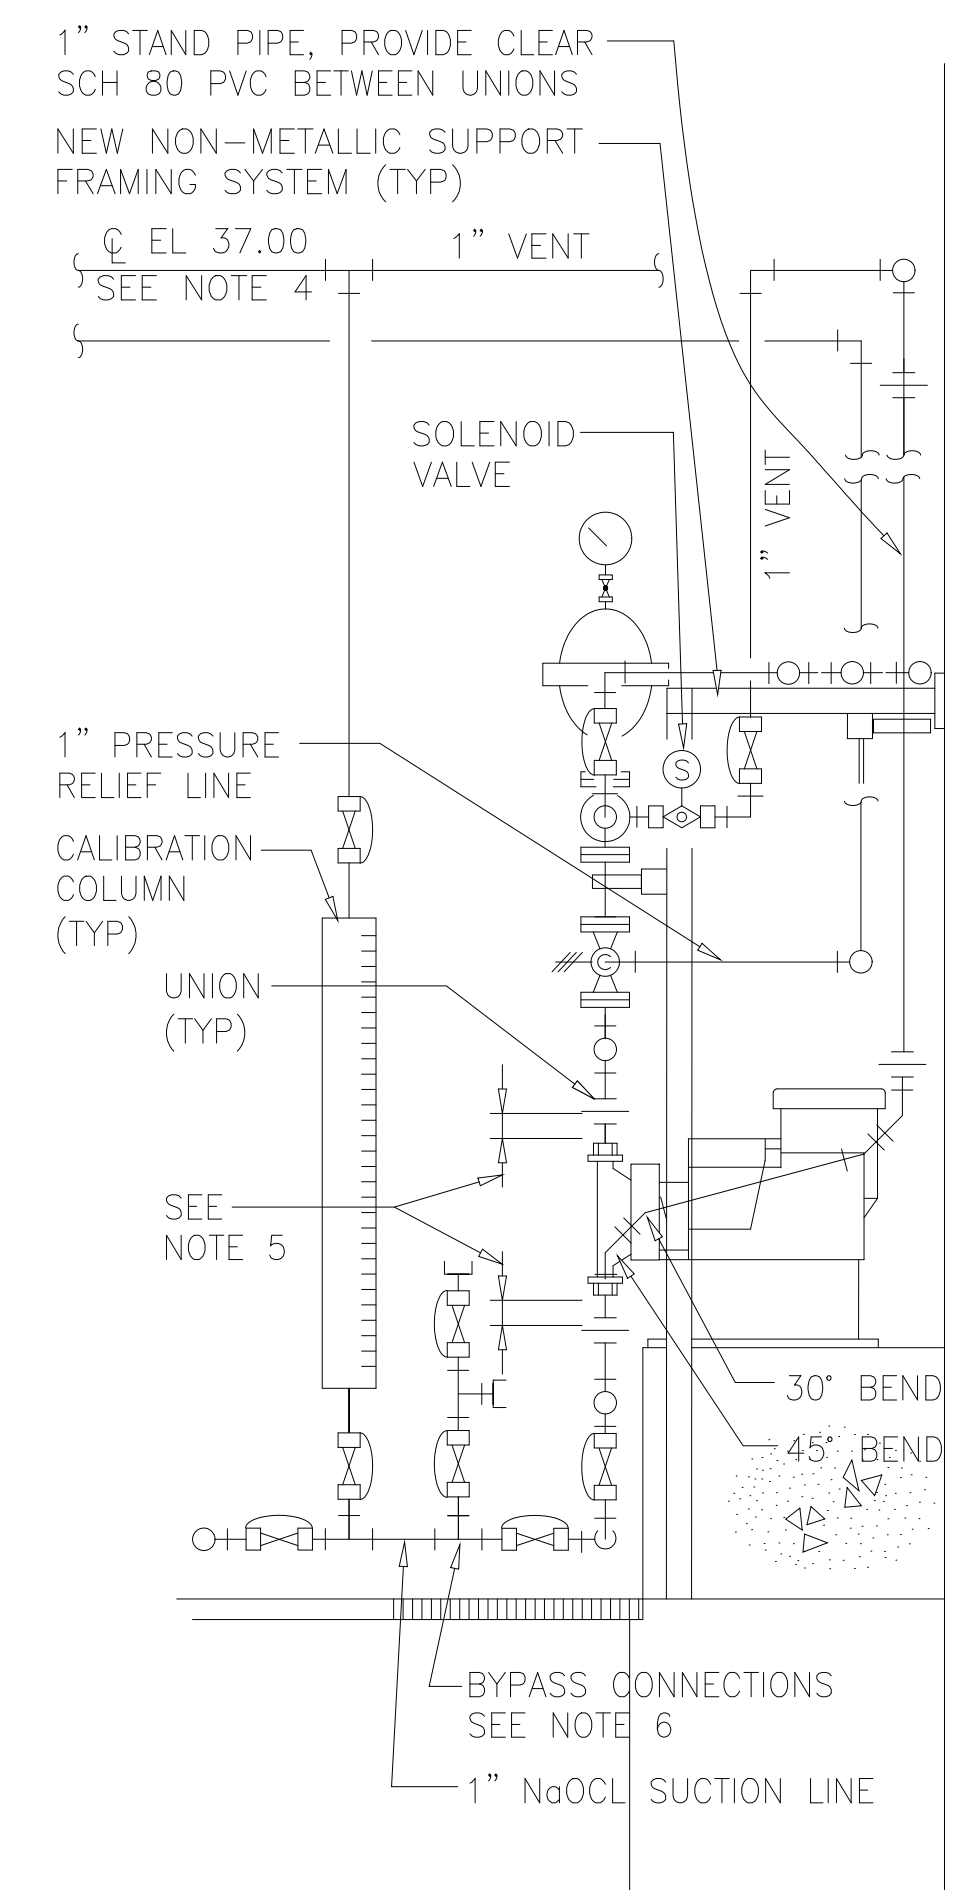 1” STAND PIPE, PROVIDE CLEAR
SCH 80 PVC BETWEEN UNIONS
NEW NON-METALLIC SUPPORT
FRAMING SYSTEM (TYP)
℄ EL 37.00
SEE NOTE 4
1” VENT
SOLENOID
VALVE
1” VENT
1” PRESSURE
RELIEF LINE
S
CALIBRATION
COLUMN
(TYP)
C
UNION
(TYP)
SEE
NOTE 5
30° BEND
45° BEND
BYPASS CONNECTIONS
SEE NOTE 6
1” NaOCL SUCTION LINE